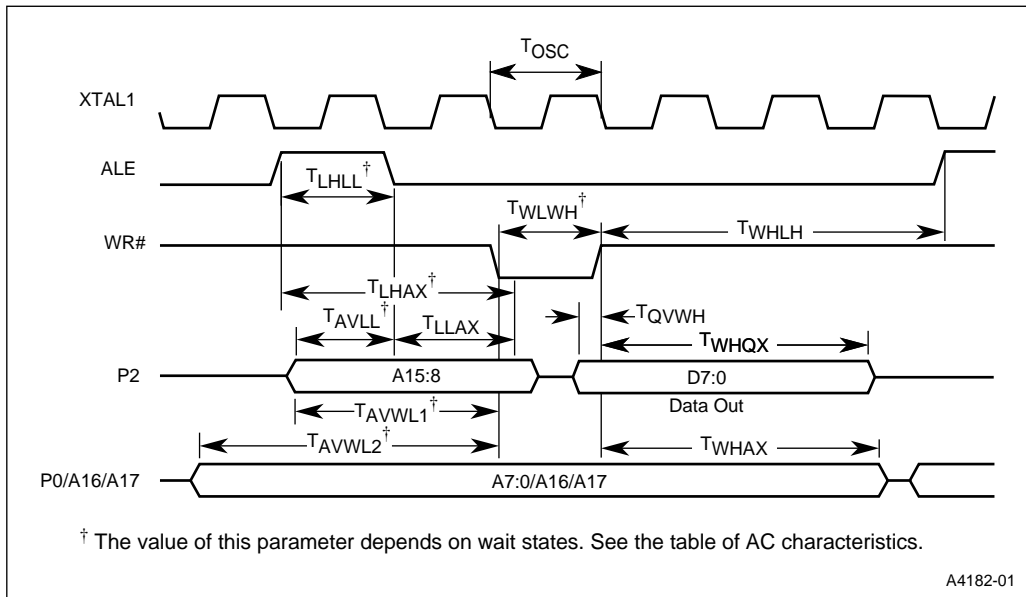 TOSC
XTAL1
ALE
TLHLL†
TWLWH†
TWHLH
WR#
TLHAX†
TAVLL†
TLLAX
TQVWH
TWHQX
P2
A15:8
D7:0
Data Out
TAVWL1†
TAVWL2†
TWHAX
P0/A16/A17
A7:0/A16/A17
† The value of this parameter depends on wait states. See the table of AC characteristics.
A4182-01